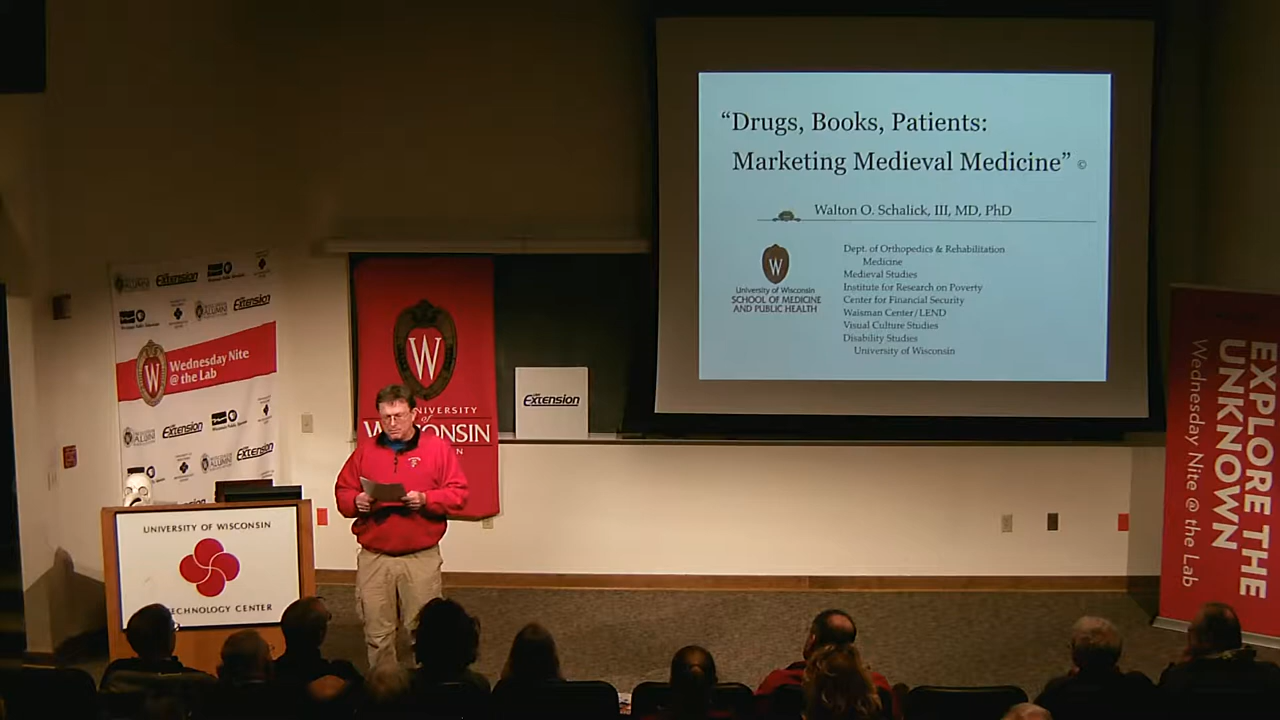 “Drugs, Books, Patients:
Marketing Medieval Medicine” ©
Walton O. Schalick, III, MD, PhD
W
University of Wisconsin
SCHOOL OF MEDICINE
AND PUBLIC HEALTH
Dept. of Orthopedics & Rehabilitation
Medicine
Medieval Studies
Institute for Research on Poverty
Center for Financial Security
Waisman Center/LEND
Visual Culture Studies
Disability Studies
University of Wisconsin
Extension
Extension
W
Wednesday Nite
@ the Lab
Extension
Extension
W
UNIVERSITY
of
WISCONSIN
Extension
UNIVERSITY OF WISCONSIN
TECHNOLOGY CENTER
EXPLORE THE
UNKNOWN
Wednesday Nite @ the Lab